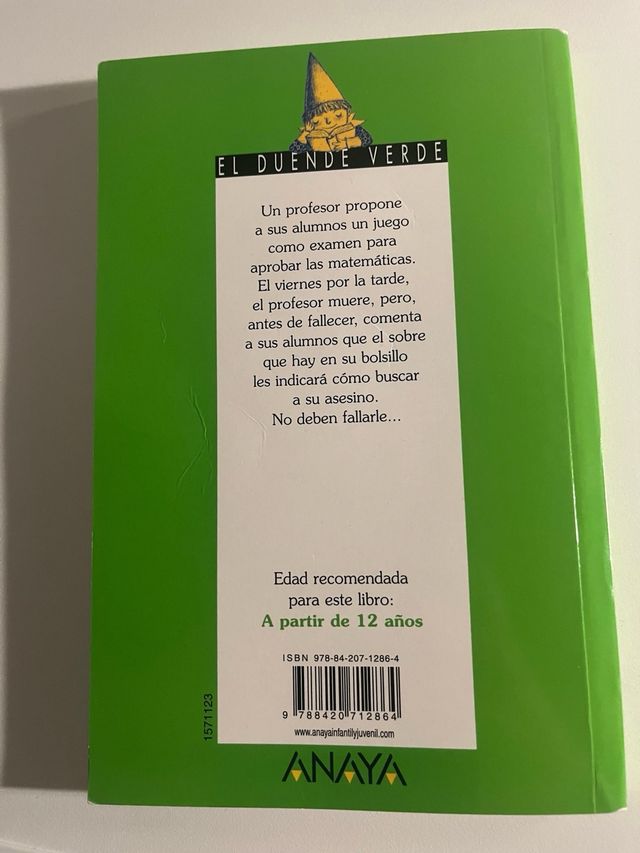 EL DUENDE VERDE
Un profesor propone
a sus alumnos un juego
como examen para
aprobar las matemáticas.
El viernes por la tarde,
el profesor muere, pero,
antes de fallecer, comenta
a sus alumnos que el sobre
que hay en su bolsillo
les indicará cómo buscar
a su asesino.
No deben fallarle...
Edad recomendada
para este libro:
A partir de 12 años
ISBN 978-84-207-1286-4
9 788420 712864
www.anayainfantilyjuvenil.com
1571123
ANAYA